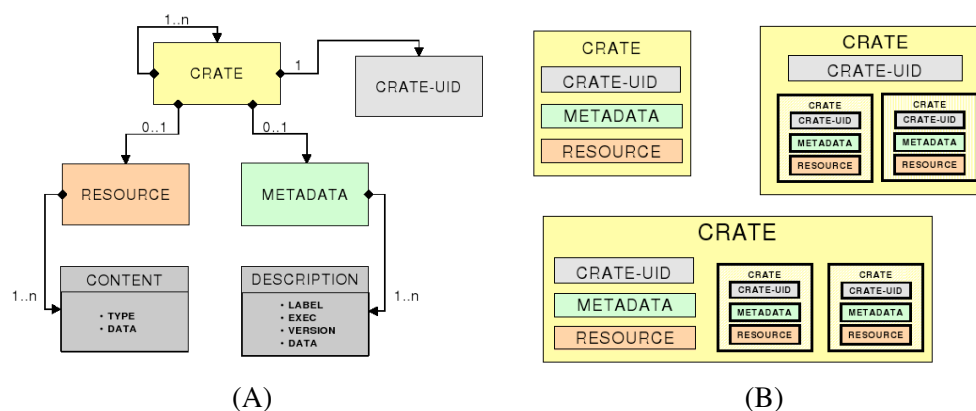 1..n
CRATE
1
CRATE-UID
0..1
0..1
RESOURCE
METADATA
CONTENT
• TYPE
• DATA
1..n
DESCRIPTION
• LABEL
• EXEC
• VERSION
• DATA
1..n
(A)
CRATE
CRATE-UID
METADATA
RESOURCE
CRATE
CRATE-UID
CRATE
CRATE-UID
METADATA
RESOURCE
CRATE
CRATE-UID
METADATA
RESOURCE
CRATE
CRATE-UID
METADATA
RESOURCE
CRATE
CRATE-UID
METADATA
RESOURCE
CRATE
CRATE-UID
METADATA
RESOURCE
(B)